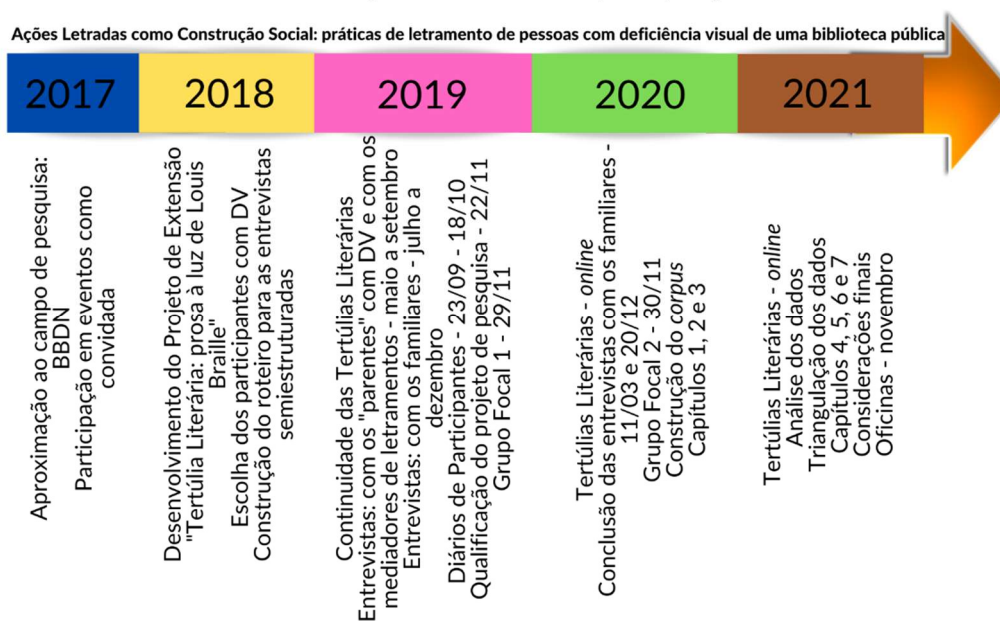 Ações Letradas como Construção Social: práticas de letramento de pessoas com deficiência visual de uma biblioteca pública
2017
2018
2019
2020
2021
Aproximação ao campo de pesquisa:
BBDN
Participação em eventos como
convidada
Desenvolvimento do Projeto de Extensão
"Tertúlia Literária: prosa à luz de Louis
Braille"
Escolha dos participantes com DV
Construção do roteiro para as entrevistas
semiestruturadas
Continuidade das Tertúlias Literárias
Entrevistas: com os "parentes" com DV e com os
mediadores de letramentos - maio a setembro
Entrevistas: com os familiares - julho a
dezembro
Diários de Participantes - 23/09 - 18/10
Qualificação do projeto de pesquisa - 22/11
Grupo Focal 1 - 29/11
Tertúlias Literárias - online
Conclusão das entrevistas com os familiares -
11/03 e 20/12
Grupo Focal 2 - 30/11
Construção do corpus
Capítulos 1, 2 e 3
Tertúlias Literárias - online
Análise dos dados
Triangulação dos dados
Capítulos 4, 5, 6 e 7
Considerações finais
Oficinas - novembro